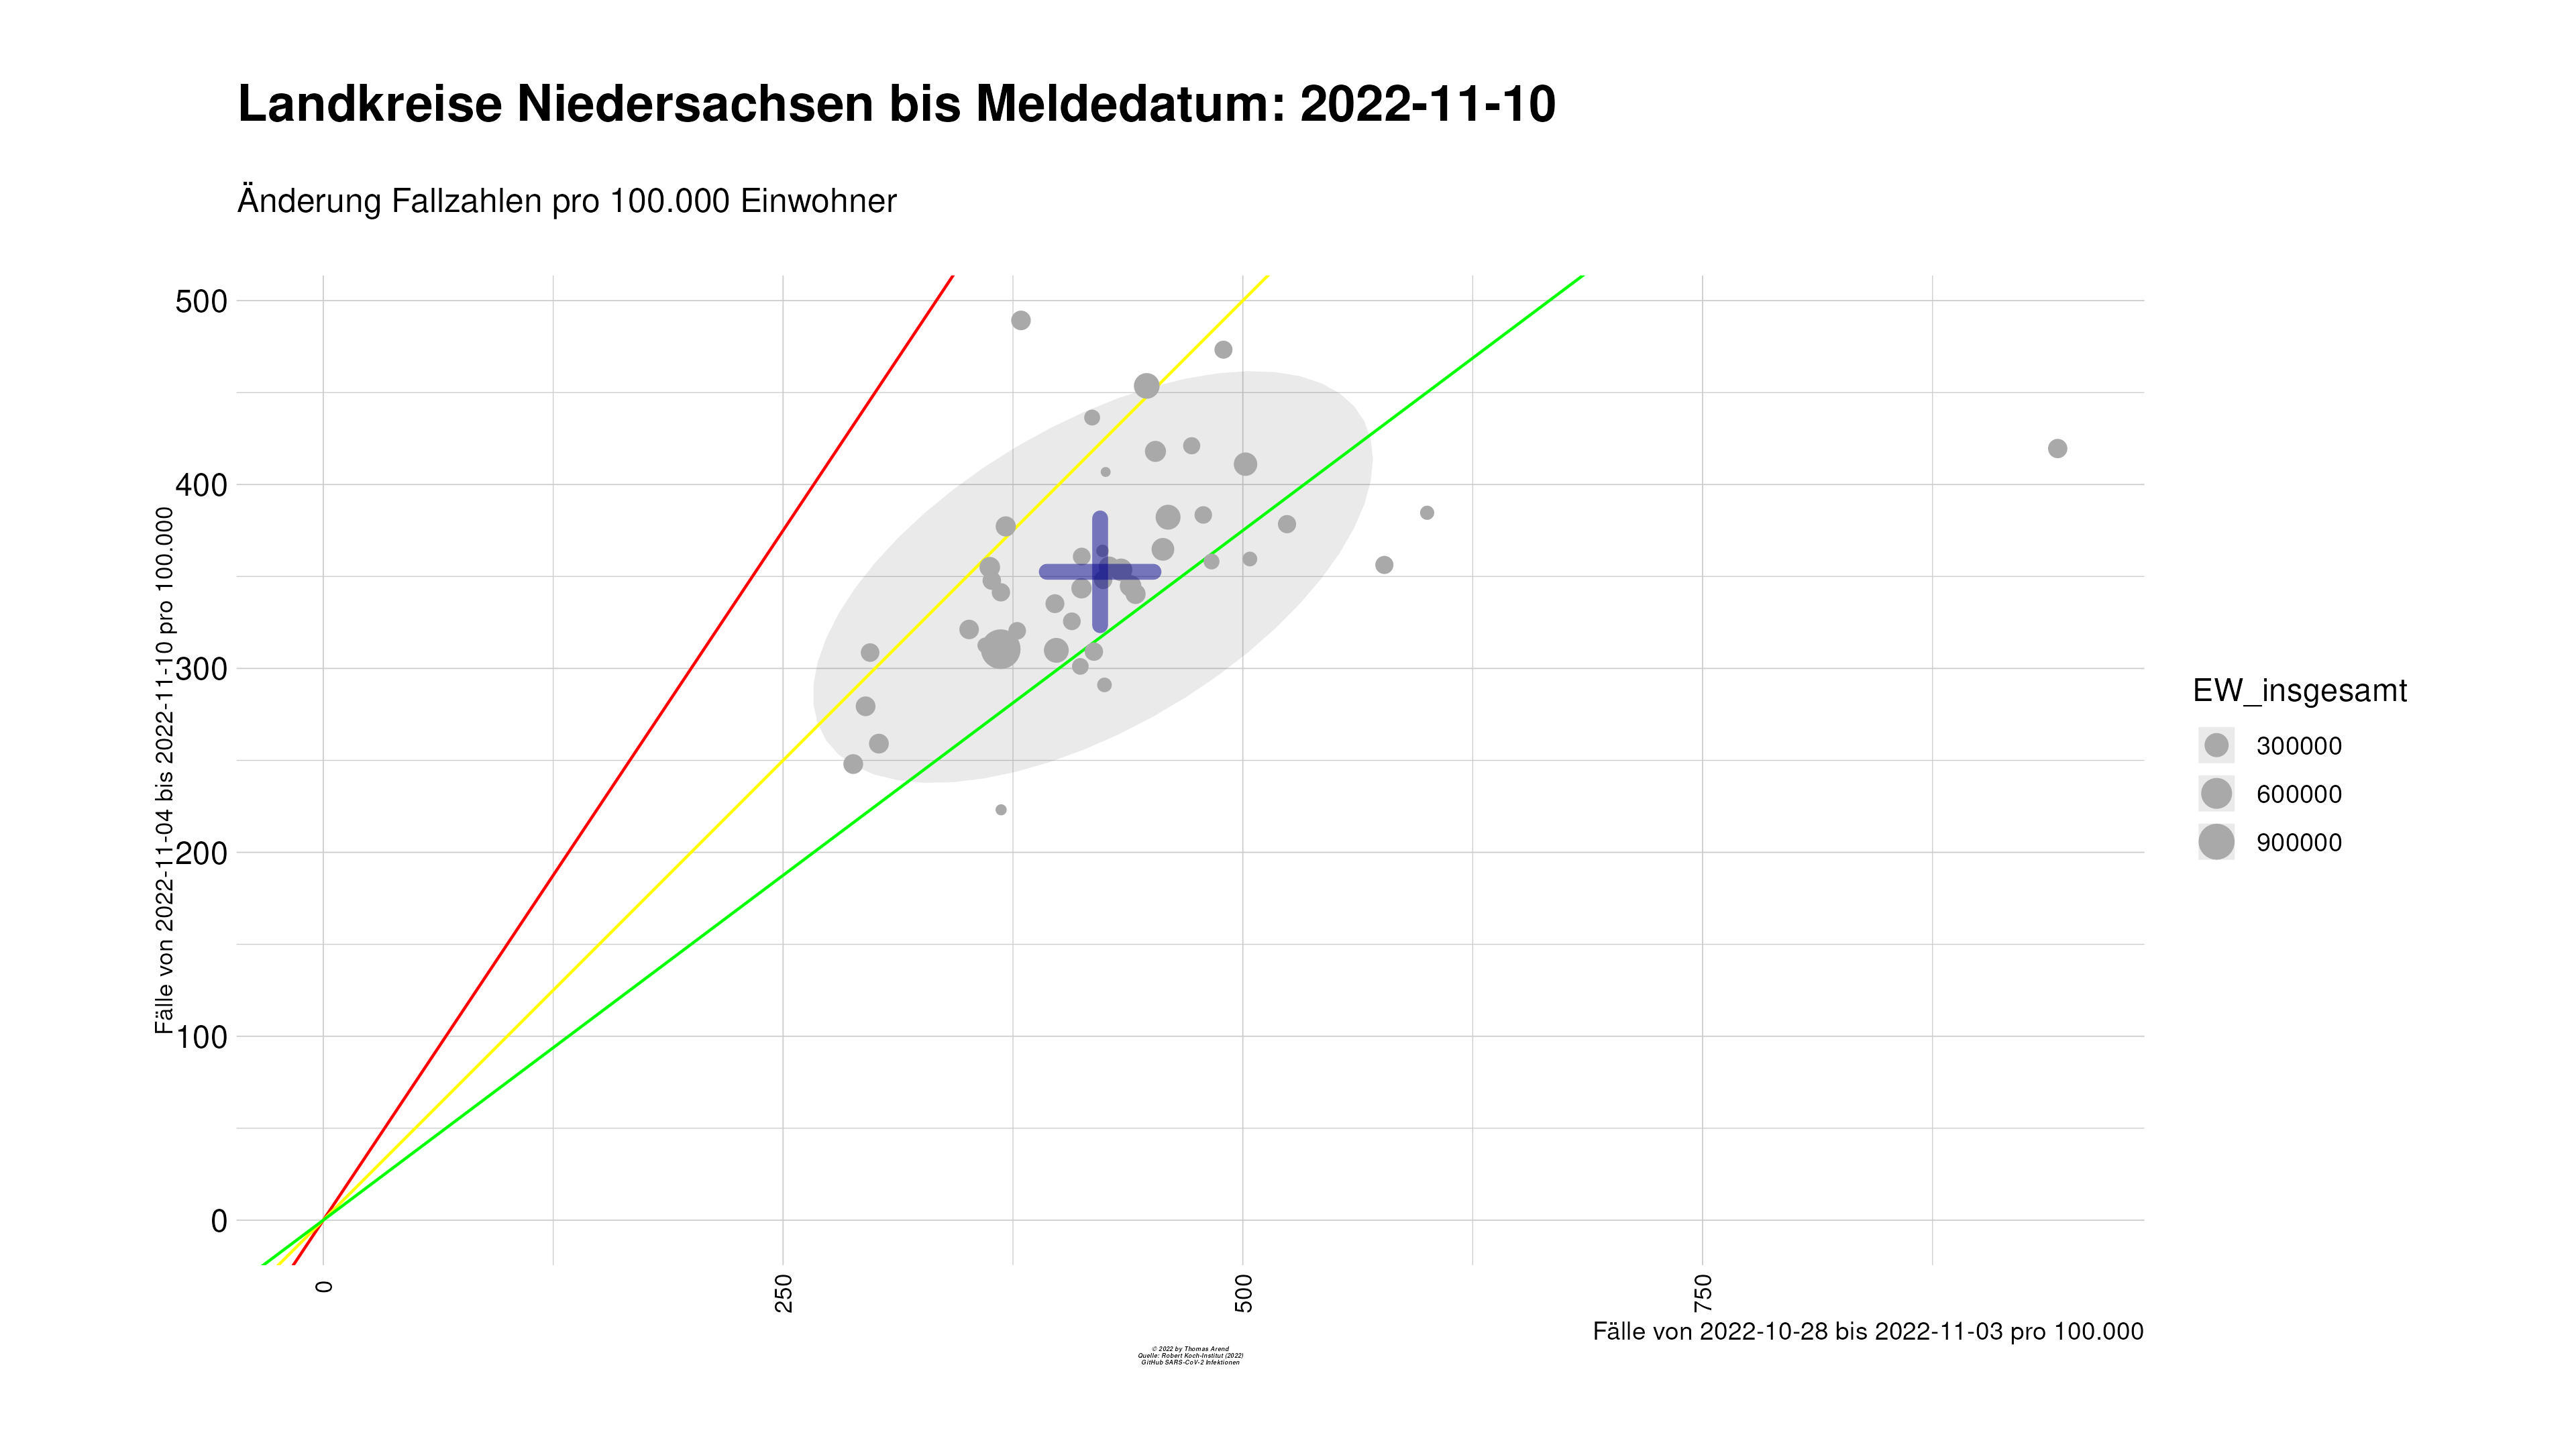 Landkreise Niedersachsen bis Meldedatum: 2022-11-10
Änderung Fallzahlen pro 100.000 Einwohner
Fälle von 2022-11-04 bis 2022-11-10 pro 100.000
500
400
300
200
100
0
0
250
500
750
Fälle von 2022-10-28 bis 2022-11-03 pro 100.000
EW_insgesamt
300000
600000
900000
© 2022 by Thomas Arend
Quelle: Robert Koch-Institut (2022)
GitHub SARS-CoV-2 Infektionen